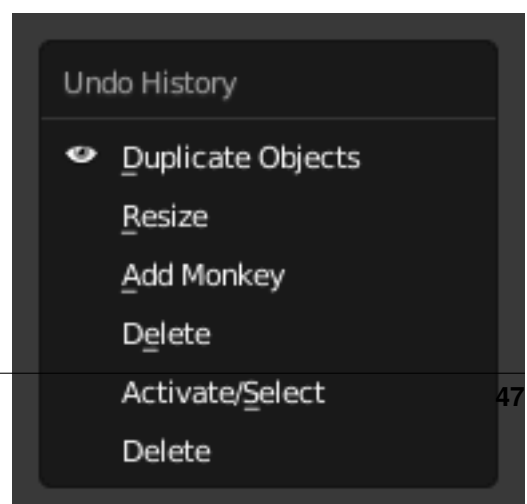 Undo History
Duplicate Objects
Resize
Add Monkey
Delete
Activate/Select
47
Delete